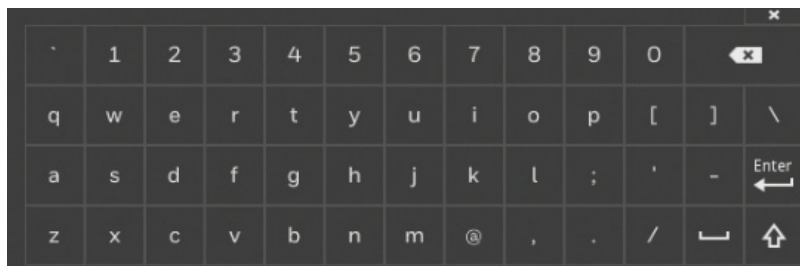 ` 1 2 3 4 5 6 7 8 9 0
q w e r t y u i o p [ ] \
a s d f g h j k l ; ' - Enter
z x c v b n m @ , . /